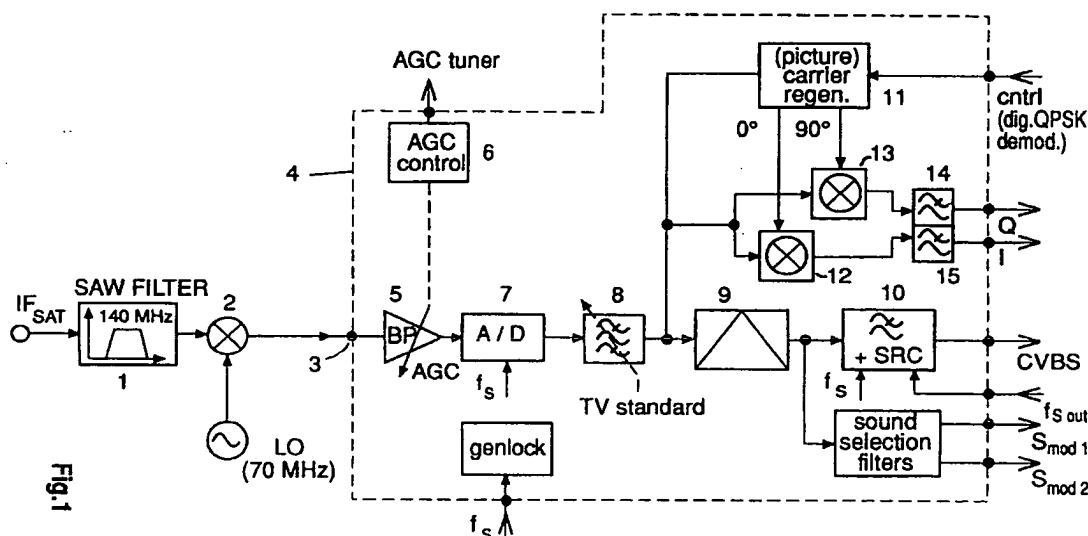 AGC tuner
AGC
control
6
4
(picture)
carrier
regen.
11
cntrl
(dig.QPSK
demod.)
0°
90°
13
14
Q
I
12
15
SAW FILTER
IF SAT
140 MHz
1
2
3
5
BP
AGC
7
A / D
f s
8
TV standard
9
10
+ SRC
f s
CVBS
f S out
sound
selection
filters
S mod 1
S mod 2
LO
(70 MHz)
genlock
f s
Fig.1